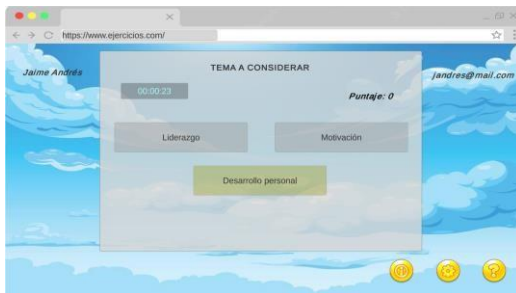 https://www.ejercicios.com/
Jaime Andrés
TEMA A CONSIDERAR
jandres@mail.com
00:00:23
Puntaje: 0
Liderazgo
Motivación
Desarrollo personal
?